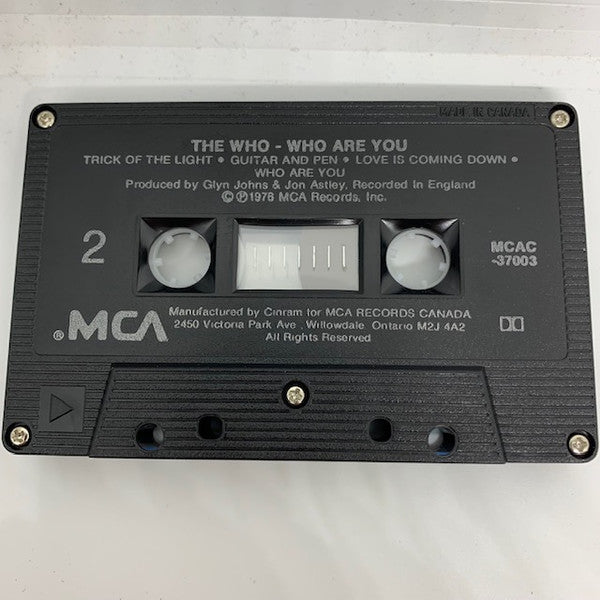 MADE IN CANADA
THE WHO - WHO ARE YOU
TRICK OF THE LIGHT • GUITAR AND PEN • LOVE IS COMING DOWN •
WHO ARE YOU
Produced by Glyn Johns & Jon Astley, Recorded In England
©℗1978 MCA Records, Inc.
2
MCAC
-37003
Manufactured by Cinram for MCA RECORDS CANADA
2450 Victoria Park Ave., Willowdale Ontario M2J 4A2
All Rights Reserved
®MCA